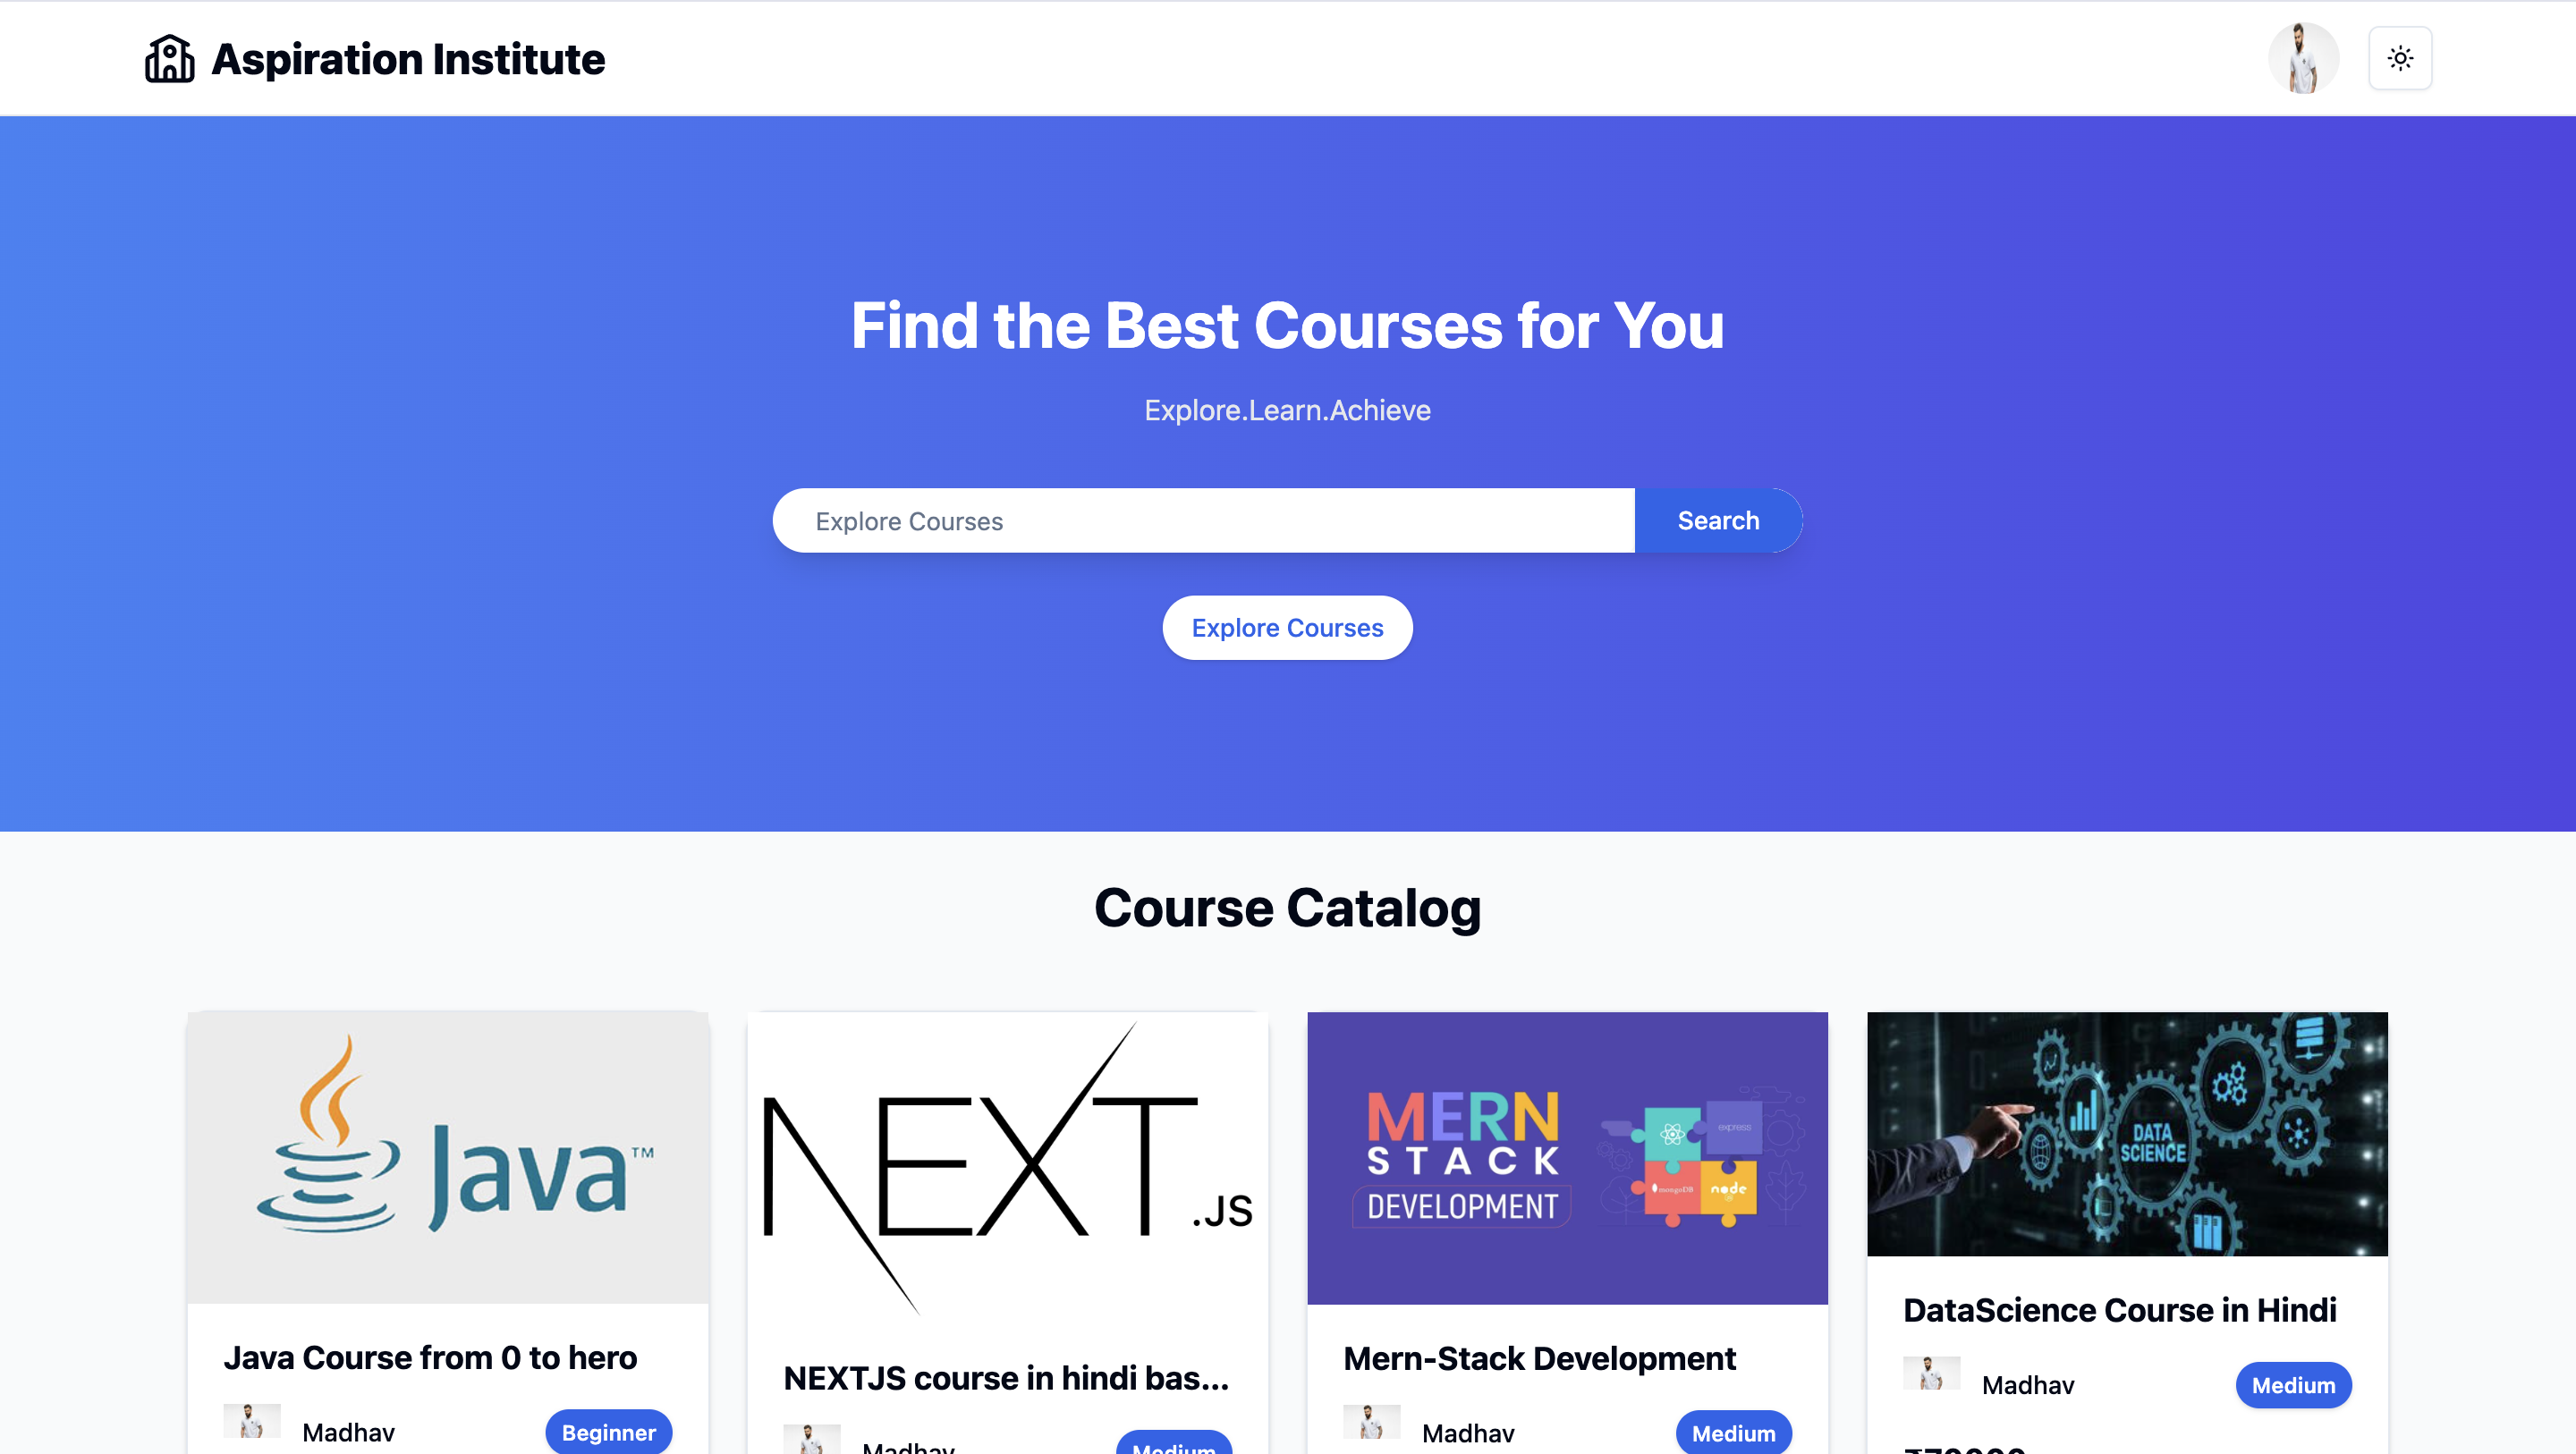 Aspiration Institute
Find the Best Courses for You
Explore.Learn.Achieve
Explore Courses
Search
Explore Courses
Course Catalog
Java™
NEXT.JS
MERN
STACK
DEVELOPMENT
express
mongoDB
node
DATA
SCIENCE
Java Course from 0 to hero
Madhav
Beginner
NEXTJS course in hindi bas...
Madhav
Medium
Mern-Stack Development
Madhav
Medium
DataScience Course in Hindi
Madhav
Medium